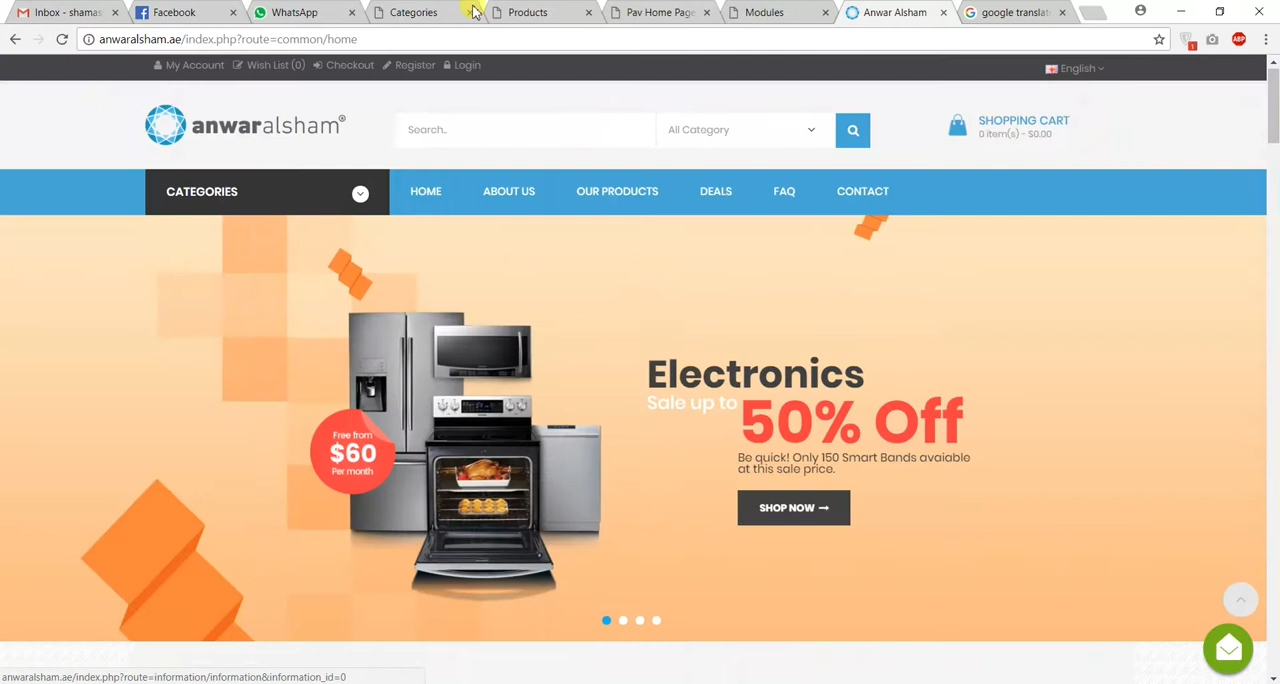 Inbox - shamas
Facebook
WhatsApp
Categories
Products
Pav Home Page
Modules
Anwar Alsham
google translat
anwaralsham.ae/index.php?route=common/home
1
ABP
My Account
Wish List (0)
Checkout
Register
Login
English
anwaralsham®
Search..
All Category
SHOPPING CART
0 item(s) - $0.00
CATEGORIES
HOME
ABOUT US
OUR PRODUCTS
DEALS
FAQ
CONTACT
Electronics
Sale up to
50% Off
Free from
$60
Per month
Be quick! Only 150 Smart Bands avaiable
at this sale price.
SHOP NOW
anwaralsham.ae/index.php?route=information/information&information_id=0